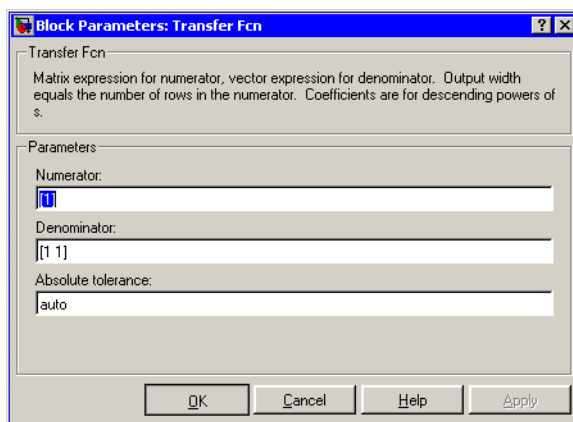 Block Parameters: Transfer Fcn
Transfer Fcn
Matrix expression for numerator, vector expression for denominator.  Output width
equals the number of rows in the numerator.  Coefficients are for descending powers of
s.
Parameters
Numerator:
[1]
Denominator:
[1 1]
Absolute tolerance:
auto
OK Cancel Help Apply